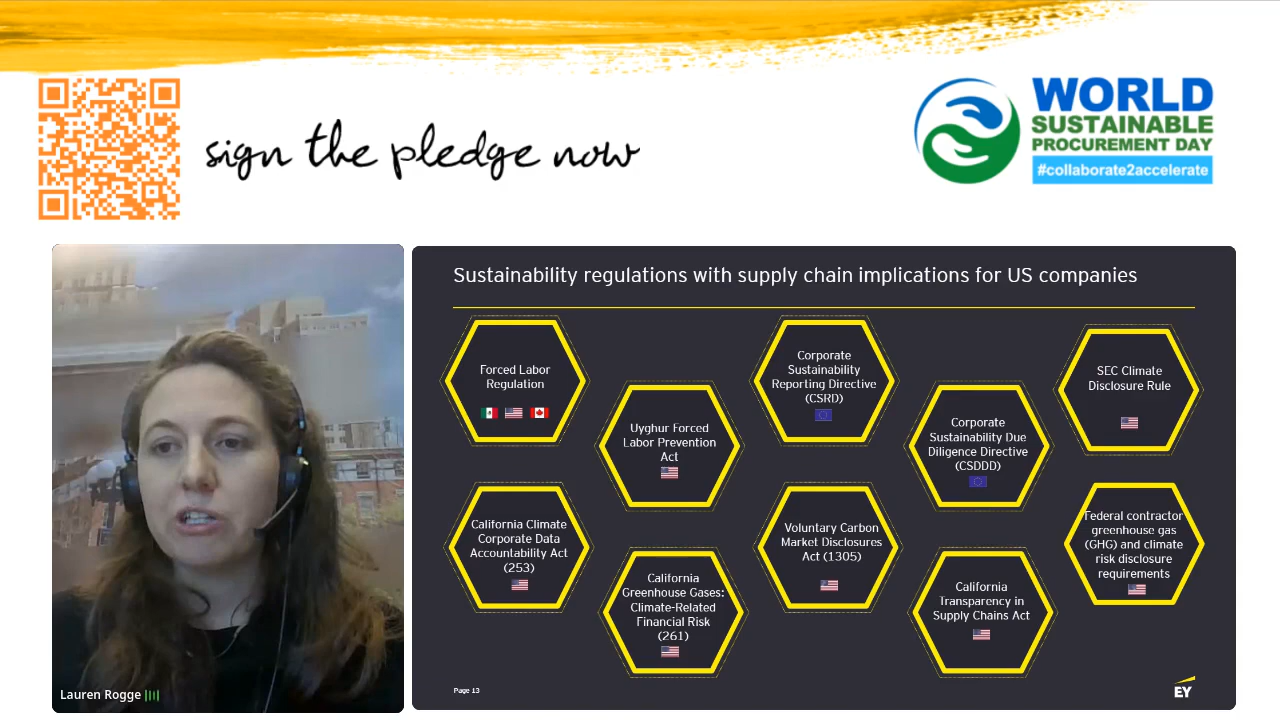 sign the pledge now
WORLD
SUSTAINABLE
PROCUREMENT DAY
#collaborate2accelerate
Lauren Rogge
Sustainability regulations with supply chain implications for US companies
Forced Labor
Regulation
Uyghur Forced
Labor Prevention
Act
Corporate
Sustainability
Reporting Directive
(CSRD)
Corporate
Sustainability Due
Diligence Directive
(CSDDD)
SEC Climate
Disclosure Rule
California Climate
Corporate Data
Accountability Act
(253)
California
Greenhouse Gases:
Climate-Related
Financial Risk
(261)
Voluntary Carbon
Market Disclosures
Act (1305)
California
Transparency in
Supply Chains Act
Federal contractor
greenhouse gas
(GHG) and climate
risk disclosure
requirements
Page 13
EY